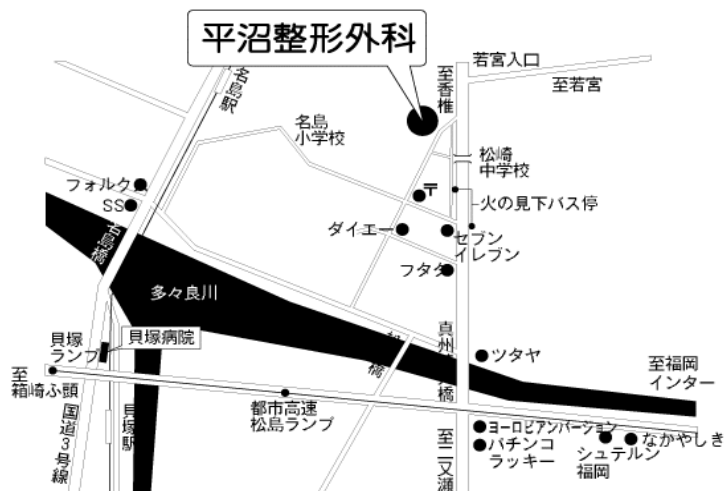 平沼整形外科
若宮入口
至若宮
至香椎
名島駅
名島
小学校
松崎
中学校
フォルクス
SS
〒
火の見下バス停
ダイエー
セブン
イレブン
フタタ
名島橋
多々良川
貝塚病院
貝塚
ランプ
ツタヤ
至福岡
インター
至
箱崎ふ頭
都市高速
松島ランプ
貝塚駅
国道3号線
ヨーロピアンバーション
パチンコ
ラッキー
至二又瀬
シュテルン
福岡
なかやしき